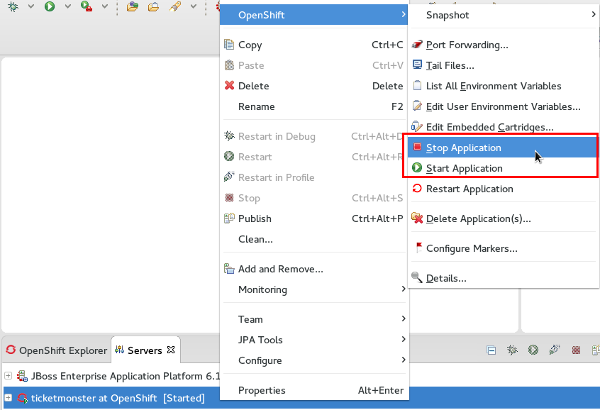 OpenShift
Copy Ctrl+C
Paste Ctrl+V
Delete Delete
Rename F2
Restart in Debug Ctrl+Alt+D
Restart Ctrl+Alt+R
Restart in Profile
Stop Ctrl+Alt+S
Publish Ctrl+Alt+P
Clean...
Add and Remove...
Monitoring
Team
JPA Tools
Configure
Properties Alt+Enter
Snapshot
Port Forwarding...
Tail Files...
List All Environment Variables
Edit User Environment Variables...
Edit Embedded Cartridges...
Stop Application
Start Application
Restart Application
Delete Application(s)...
Configure Markers...
Details...
OpenShift Explorer Servers
JBoss Enterprise Application Platform 6.1
ticketmonster at OpenShift [Started]